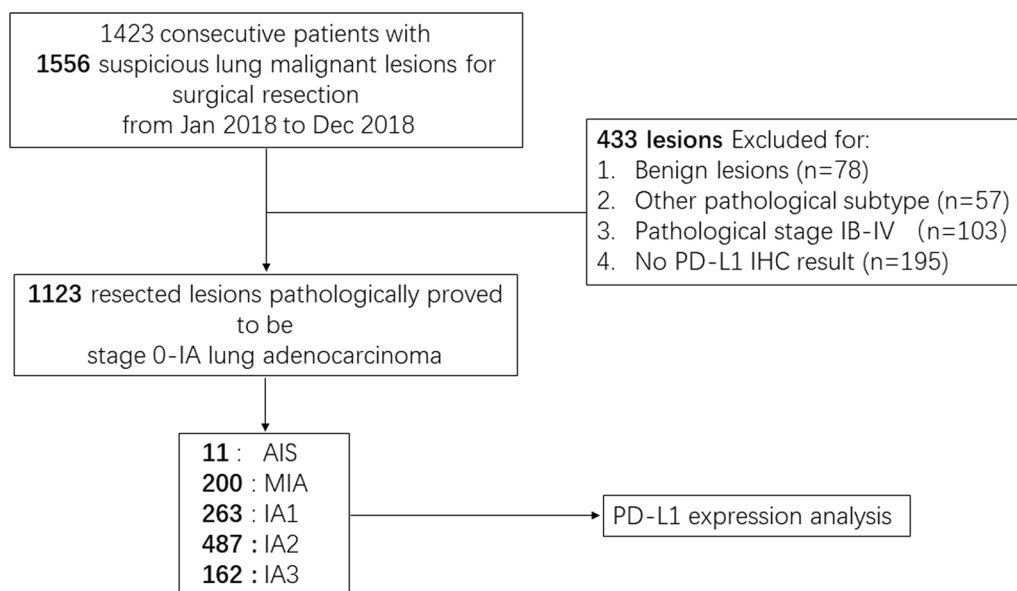 1423 consecutive patients with
1556 suspicious lung malignant lesions for
surgical resection
from Jan 2018 to Dec 2018
433 lesions Excluded for:
1. Benign lesions (n=78)
2. Other pathological subtype (n=57)
3. Pathological stage IB-IV （n=103)
4. No PD-L1 IHC result (n=195)
1123 resected lesions pathologically proved
to be
stage 0-IA lung adenocarcinoma
11 : AIS
200 : MIA
263 : IA1
487 : IA2
162 : IA3
PD-L1 expression analysis